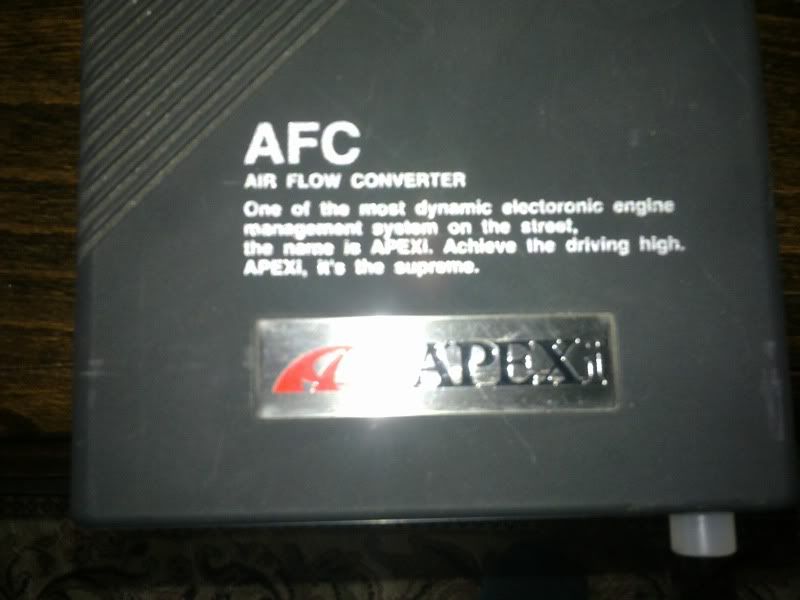 AFC
AIR FLOW CONVERTER
One of the most dynamic electoronic engine
management system on the street,
the name is APEXi. Achieve the driving high.
APEXi, it's the supreme.
APEXi